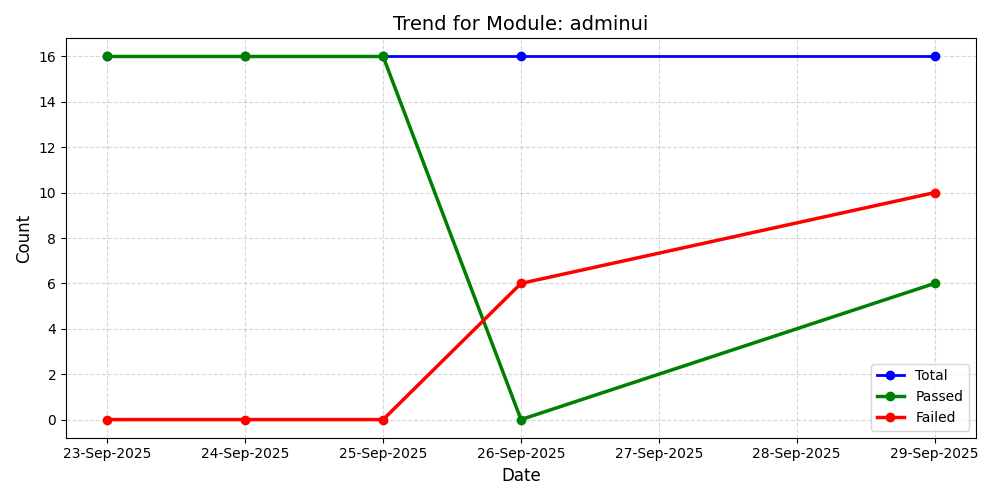 Trend for Module: adminui
16
14
12
10
8
6
4
2
0
Count
23-Sep-2025 24-Sep-2025 25-Sep-2025 26-Sep-2025 27-Sep-2025 28-Sep-2025 29-Sep-2025
Date
Total
Passed
Failed